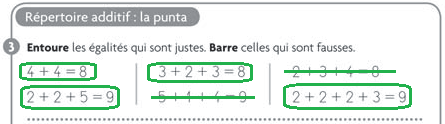 Répertoire additif : la punta
3 Entoure les égalités qui sont justes. Barre celles qui sont fausses.
4 + 4 = 8 3 + 2 + 3 = 8 2 + 3 + 4 = 8
2 + 2 + 5 = 9 5 + 1 + 4 = 9 2 + 2 + 2 + 3 = 9